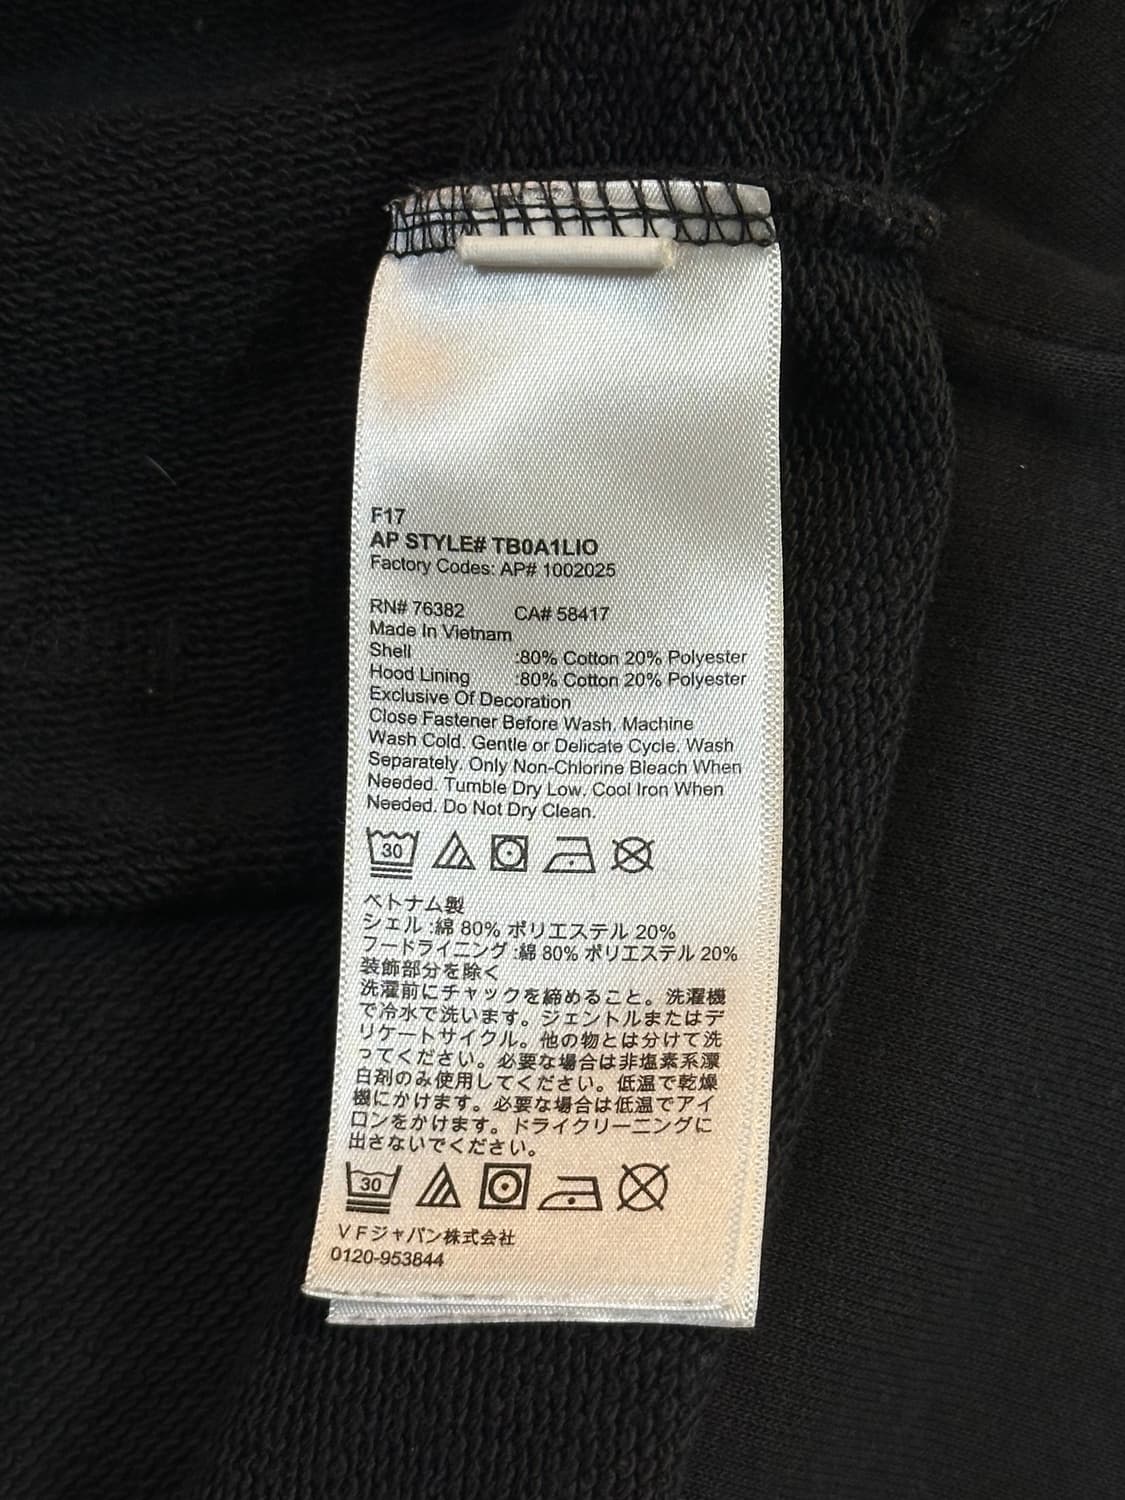 F17
AP STYLE# TB0A1LIO
Factory Codes: AP# 1002025
RN# 76382 CA# 58417
Made In Vietnam
Shell :80% Cotton 20% Polyester
Hood Lining :80% Cotton 20% Polyester
Exclusive Of Decoration
Close Fastener Before Wash. Machine
Wash Cold. Gentle or Delicate Cycle. Wash
Separately. Only Non-Chlorine Bleach When
Needed. Tumble Dry Low. Cool Iron When
Needed. Do Not Dry Clean.
30
ベトナム製
シェル :綿 80% ポリエステル 20%
フードライニング :綿 80% ポリエステル 20%
装飾部分を除く
洗濯前にチャックを締めること。洗濯機
で冷水で洗います。ジェントルまたはデ
リケートサイクル。他の物とは分けて洗
ってください。必要な場合は非塩素系漂
白剤のみ使用してください。低温で乾燥
機にかけます。必要な場合は低温でアイ
ロンをかけます。ドライクリーニングに
出さないでください。
30
VFジャパン株式会社
0120-953844